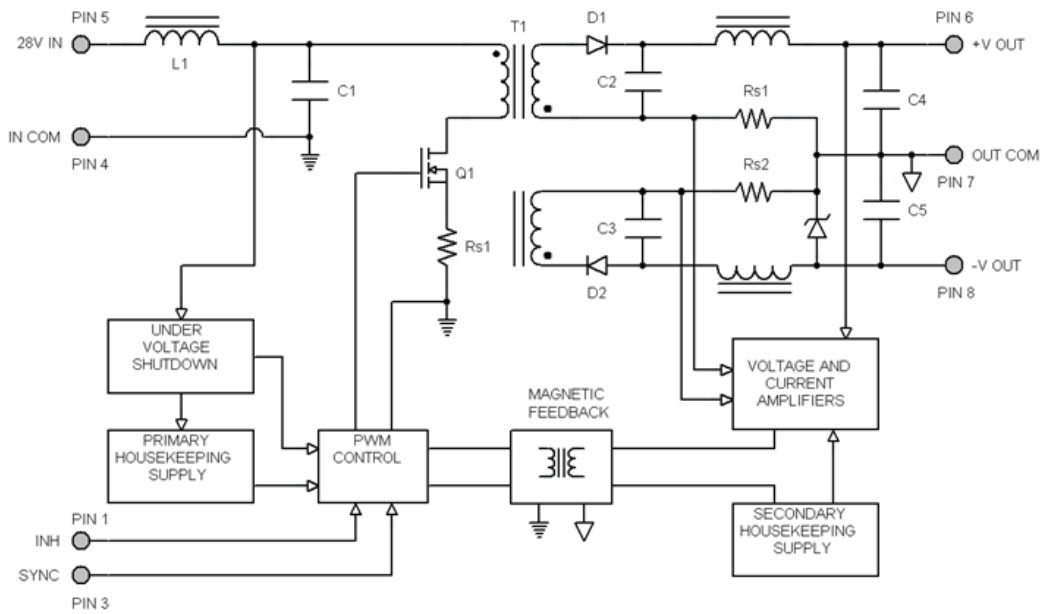 PIN 5
28V IN
L1
C1
IN COM
PIN 4
T1
D1
C2
Rs1
PIN 6
+V OUT
C4
OUT COM
PIN 7
Q1
Rs1
Rs2
C3
D2
C5
-V OUT
PIN 8
UNDER
VOLTAGE
SHUTDOWN
PRIMARY
HOUSEKEEPING
SUPPLY
PWM
CONTROL
MAGNETIC
FEEDBACK
VOLTAGE AND
CURRENT
AMPLIFIERS
SECONDARY
HOUSEKEEPING
SUPPLY
PIN 1
INH
SYNC
PIN 3